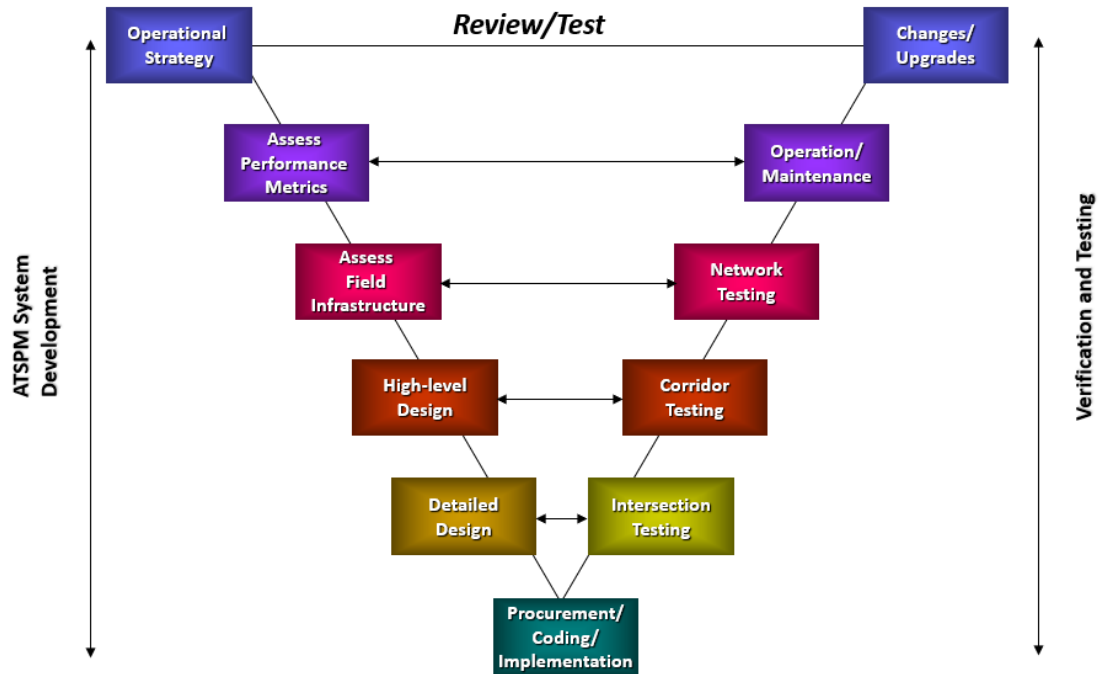 Review/Test
Operational
Strategy
Changes/
Upgrades
Assess
Performance
Metrics
Operation/
Maintenance
Assess
Field
Infrastructure
Network
Testing
High-level
Design
Corridor
Testing
Detailed
Design
Intersection
Testing
Procurement/
Coding/
Implementation
ATSPM System
Development
Verification and Testing